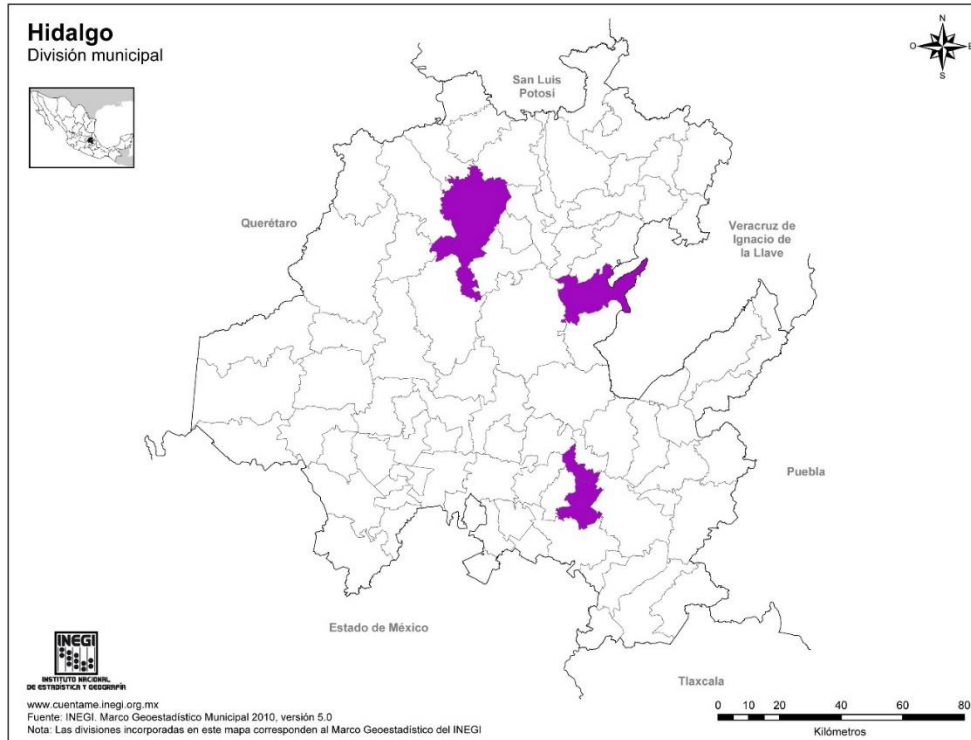 Hidalgo
División municipal
N
O
E
S
San Luis
Potosí
Querétaro
Veracruz de
Ignacio de
la Llave
Puebla
Estado de México
Tlaxcala
INEGI
INSTITUTO NACIONAL
DE ESTADÍSTICA Y GEOGRAFÍA
www.cuentame.inegi.org.mx
Fuente: INEGI. Marco Geoestadístico Municipal 2010, versión 5.0
Nota: Las divisiones incorporadas en este mapa corresponden al Marco Geoestadístico del INEGI
0 10 20 40 60 80
Kilómetros